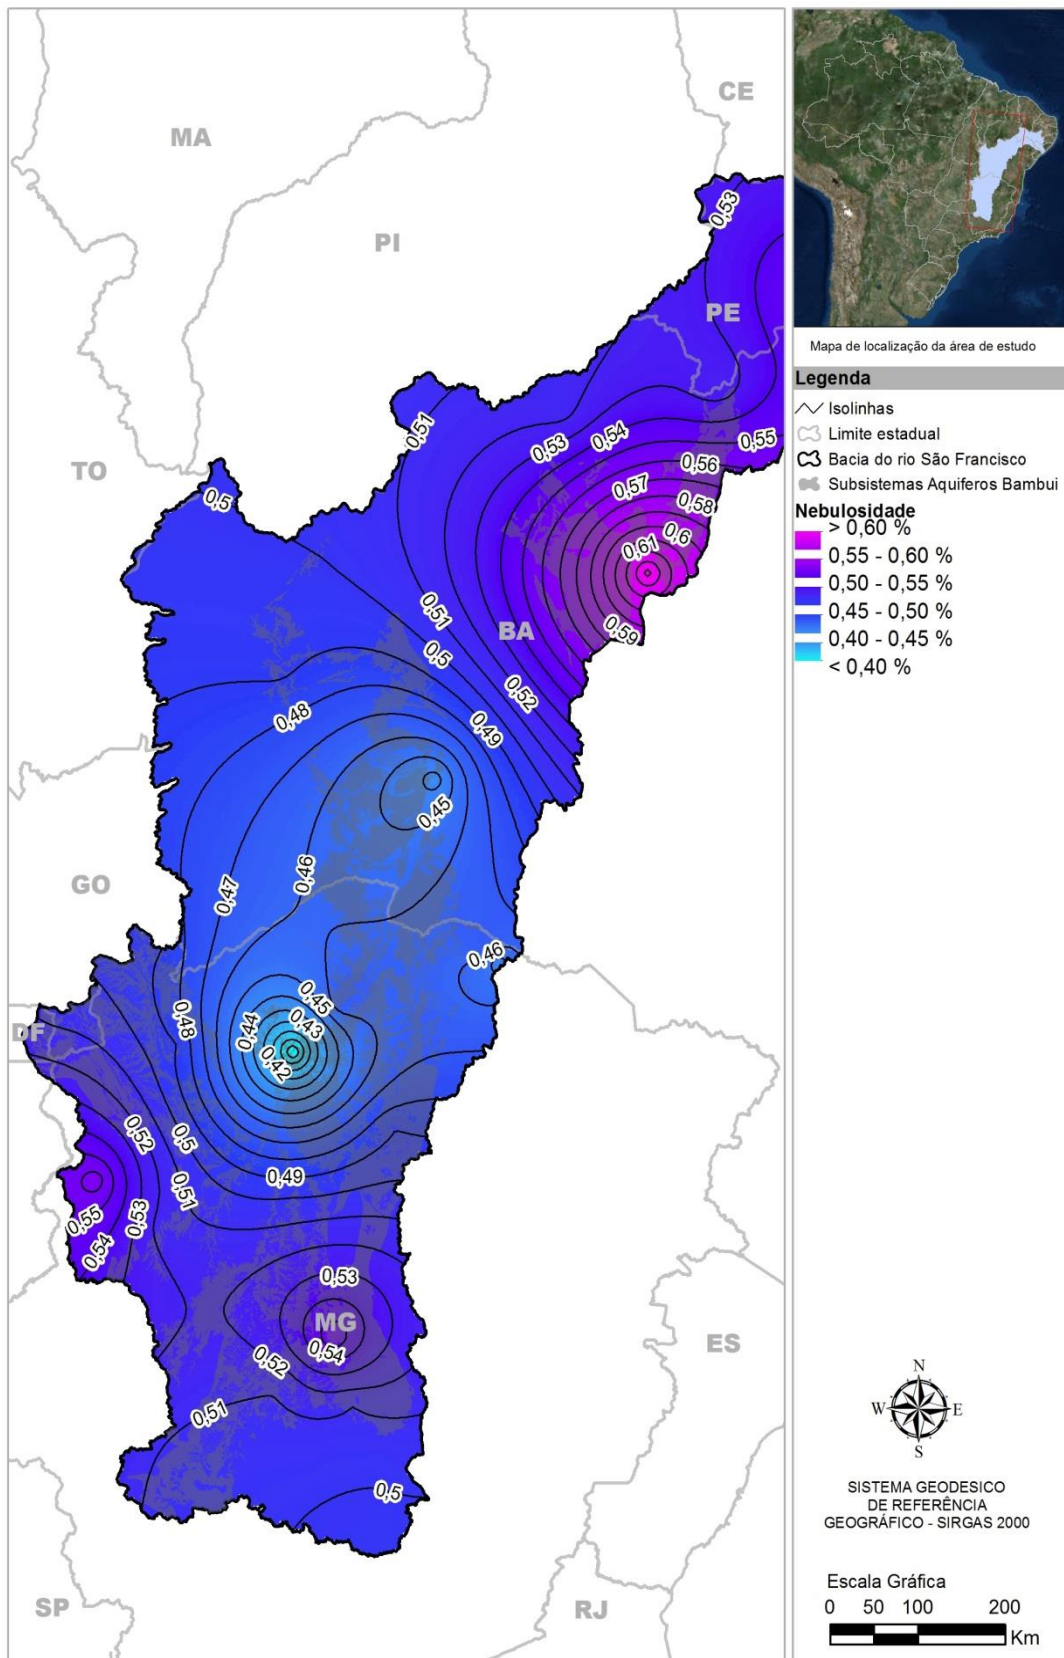 MA
CE
PI
PE
TO
BA
GO
DF
MG
ES
SP
RJ
0,53
0,51
0,53
0,54
0,55
0,5
0,57
0,56
0,58
0,61
0,6
0,51
0,59
0,5
0,52
0,48
0,49
0,45
0,46
0,47
0,46
0,45
0,44
0,43
0,48
0,42
0,52
0,5
0,49
0,51
0,55
0,53
0,54
0,53
0,54
0,52
0,51
0,5
Mapa de localização da área de estudo
Legenda
Isolinhas
Limite estadual
Bacia do rio São Francisco
Subsistemas Aquiferos Bambui
Nebulosidade
> 0,60 %
0,55 - 0,60 %
0,50 - 0,55 %
0,45 - 0,50 %
0,40 - 0,45 %
< 0,40 %
N
W E
S
SISTEMA GEODESICO
DE REFERÊNCIA
GEOGRÁFICO - SIRGAS 2000
Escala Gráfica
0 50 100 200
Km